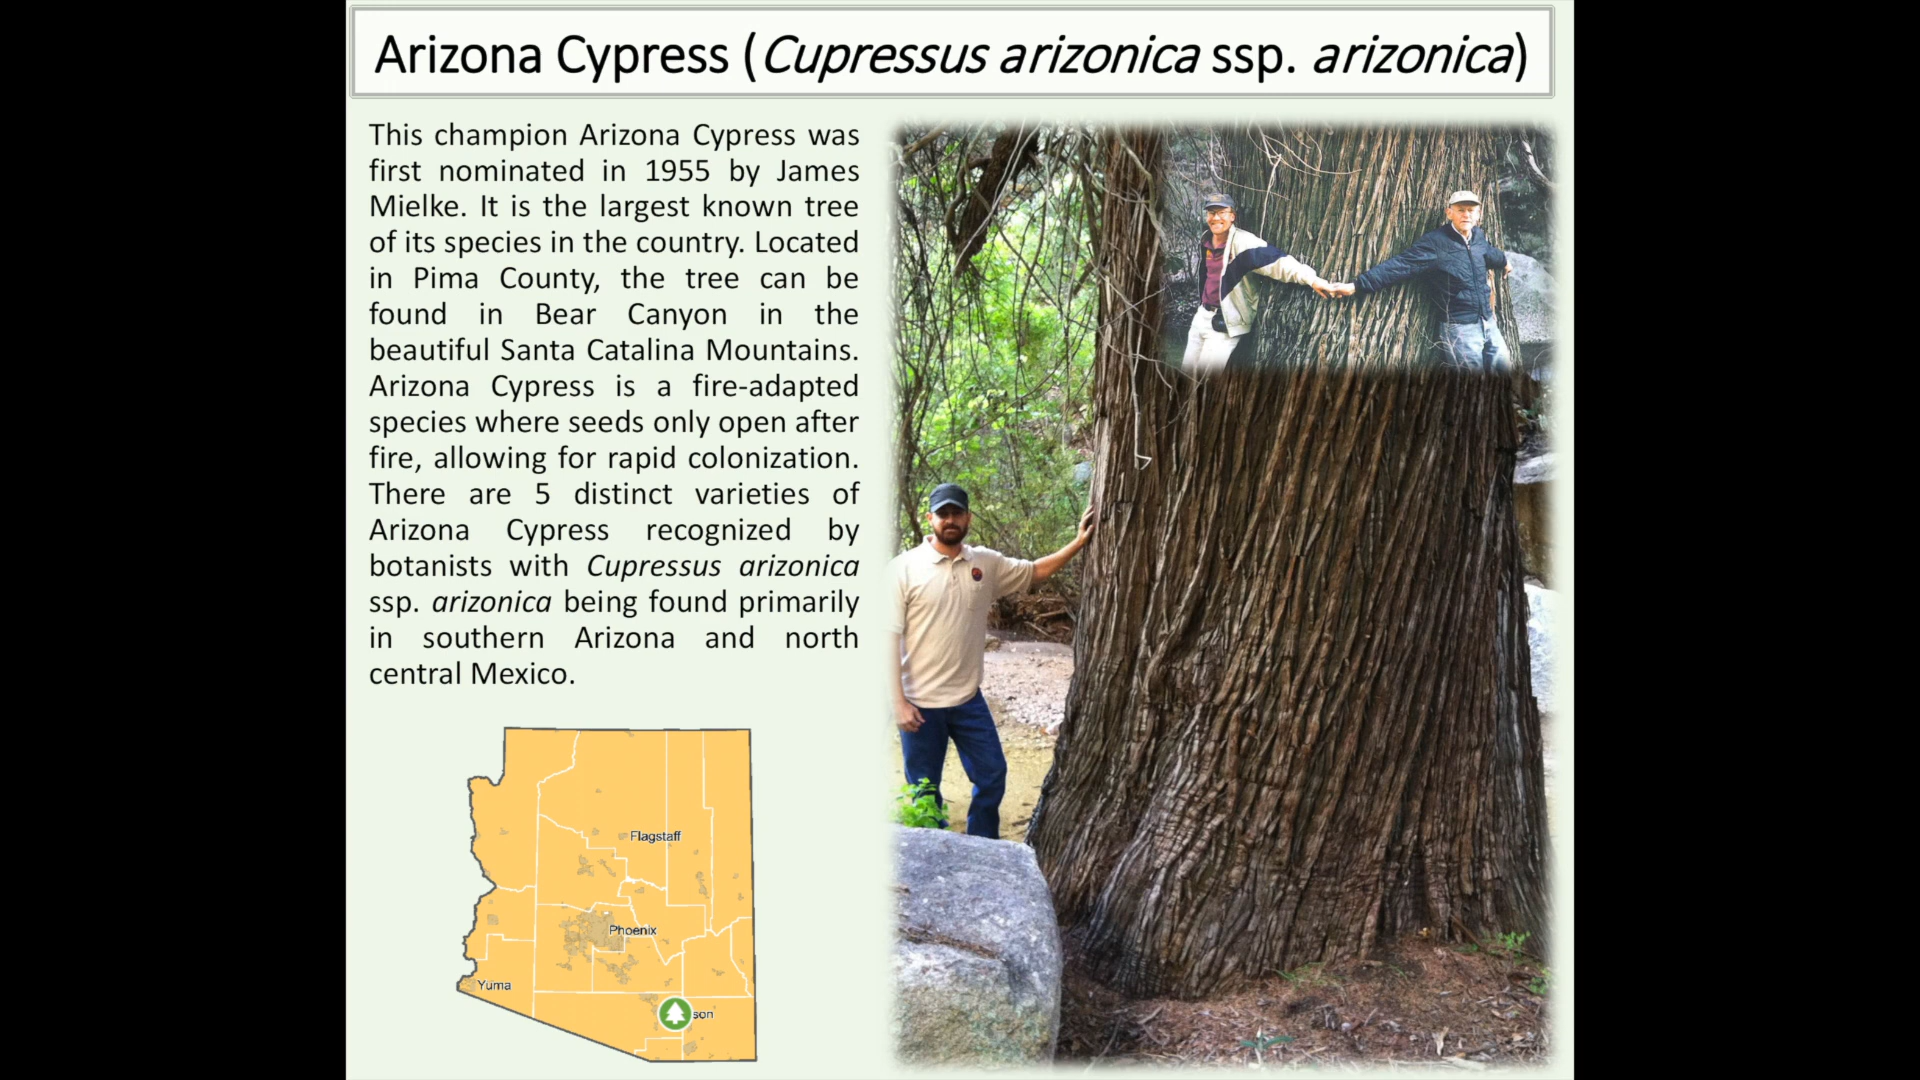 Arizona Cypress (Cupressus arizonica ssp. arizonica)
This champion Arizona Cypress was
first nominated in 1955 by James
Mielke. It is the largest known tree
of its species in the country. Located
in Pima County, the tree can be
found in Bear Canyon in the
beautiful Santa Catalina Mountains.
Arizona Cypress is a fire-adapted
species where seeds only open after
fire, allowing for rapid colonization.
There are 5 distinct varieties of
Arizona Cypress recognized by
botanists with Cupressus arizonica
ssp. arizonica being found primarily
in southern Arizona and north
central Mexico.
Flagstaff
Phoenix
Yuma
son